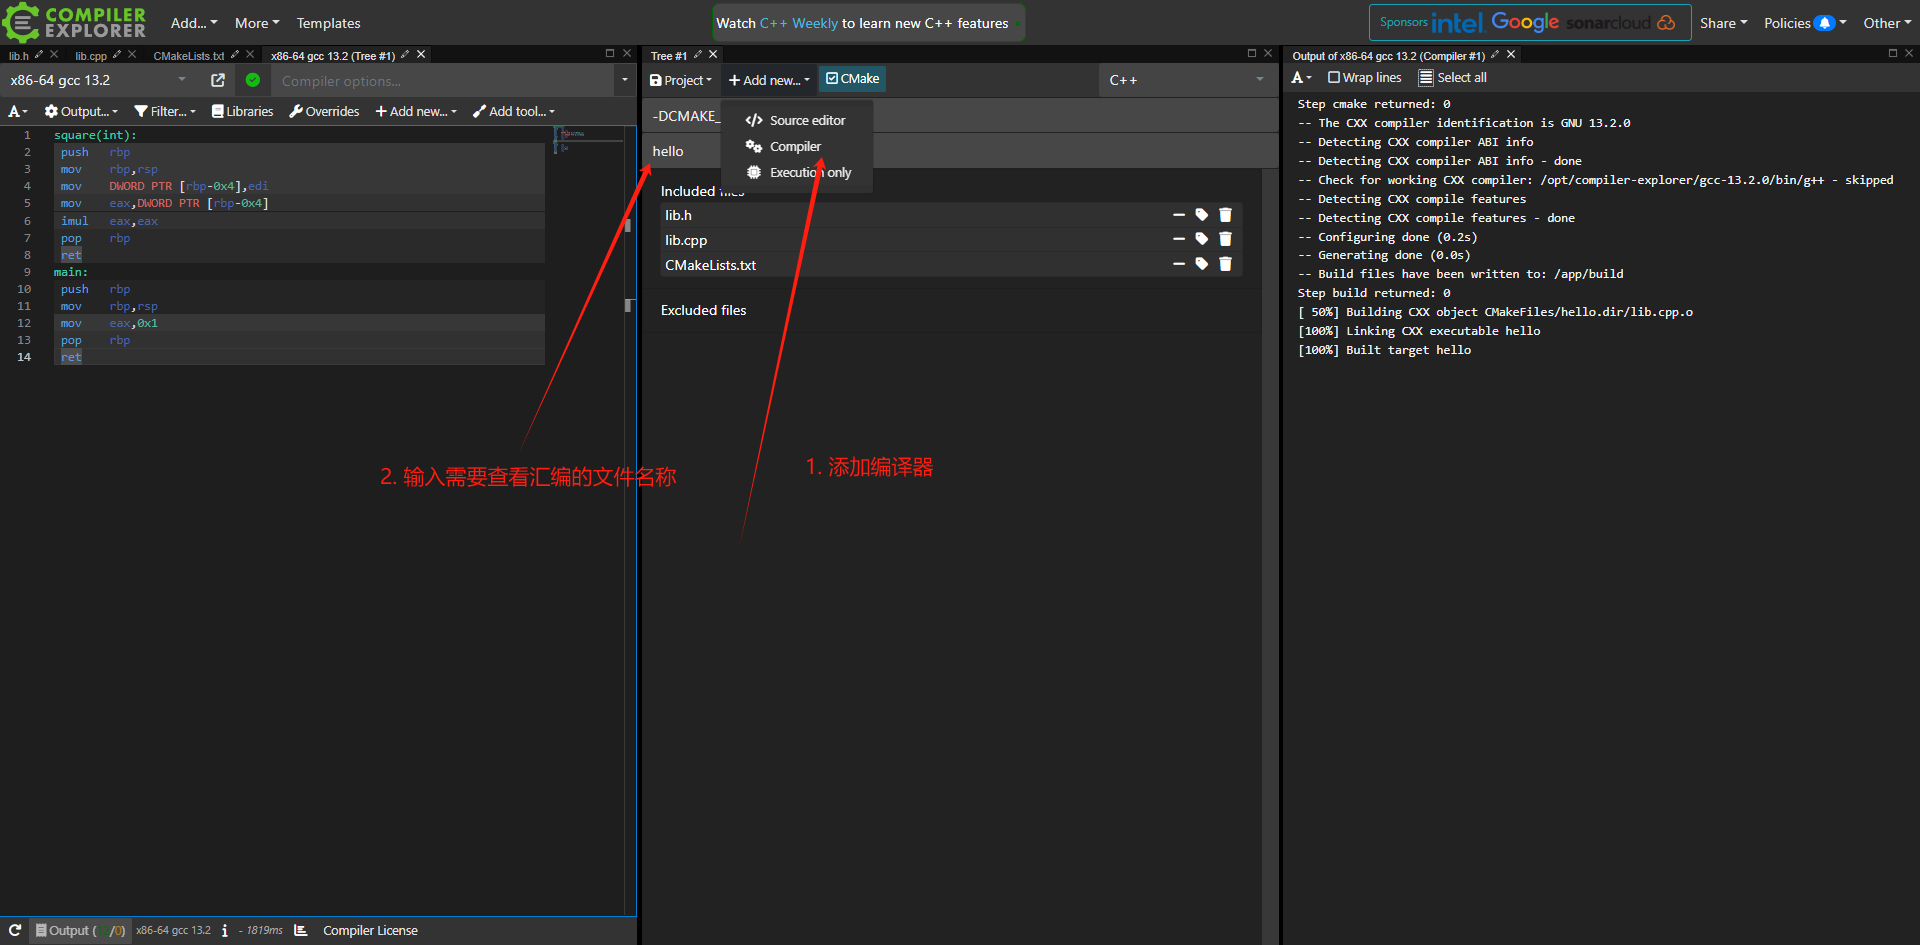 COMPILER
EXPLORER
Add...
More
Templates
Watch C++ Weekly to learn new C++ features
Sponsors intel Google sonarcloud
Share
Policies
Other
lib.h
lib.cpp
CMakeLists.txt
x86-64 gcc 13.2 (Tree #1)
x86-64 gcc 13.2
Compiler options...
A
Output...
Filter...
Libraries
Overrides
Add new...
Add tool...
1 square(int):
2 push rbp
3 mov rbp,rsp
4 mov DWORD PTR [rbp-0x4],edi
5 mov eax,DWORD PTR [rbp-0x4]
6 imul eax,eax
7 pop rbp
8 ret
9 main:
10 push rbp
11 mov rbp,rsp
12 mov eax,0x1
13 pop rbp
14 ret
2. 输入需要查看汇编的文件名称
Output ( /0)
x86-64 gcc 13.2
i
- 1819ms
Compiler License
Tree #1
Project
Add new...
CMake
C++
-DCMAKE_
hello
Source editor
Compiler
Execution only
Included files
lib.h
lib.cpp
CMakeLists.txt
Excluded files
1. 添加编译器
Output of x86-64 gcc 13.2 (Compiler #1)
A
Wrap lines
Select all
Step cmake returned: 0
-- The CXX compiler identification is GNU 13.2.0
-- Detecting CXX compiler ABI info
-- Detecting CXX compiler ABI info - done
-- Check for working CXX compiler: /opt/compiler-explorer/gcc-13.2.0/bin/g++ - skipped
-- Detecting CXX compile features
-- Detecting CXX compile features - done
-- Configuring done (0.2s)
-- Generating done (0.0s)
-- Build files have been written to: /app/build
Step build returned: 0
[ 50%] Building CXX object CMakeFiles/hello.dir/lib.cpp.o
[100%] Linking CXX executable hello
[100%] Built target hello